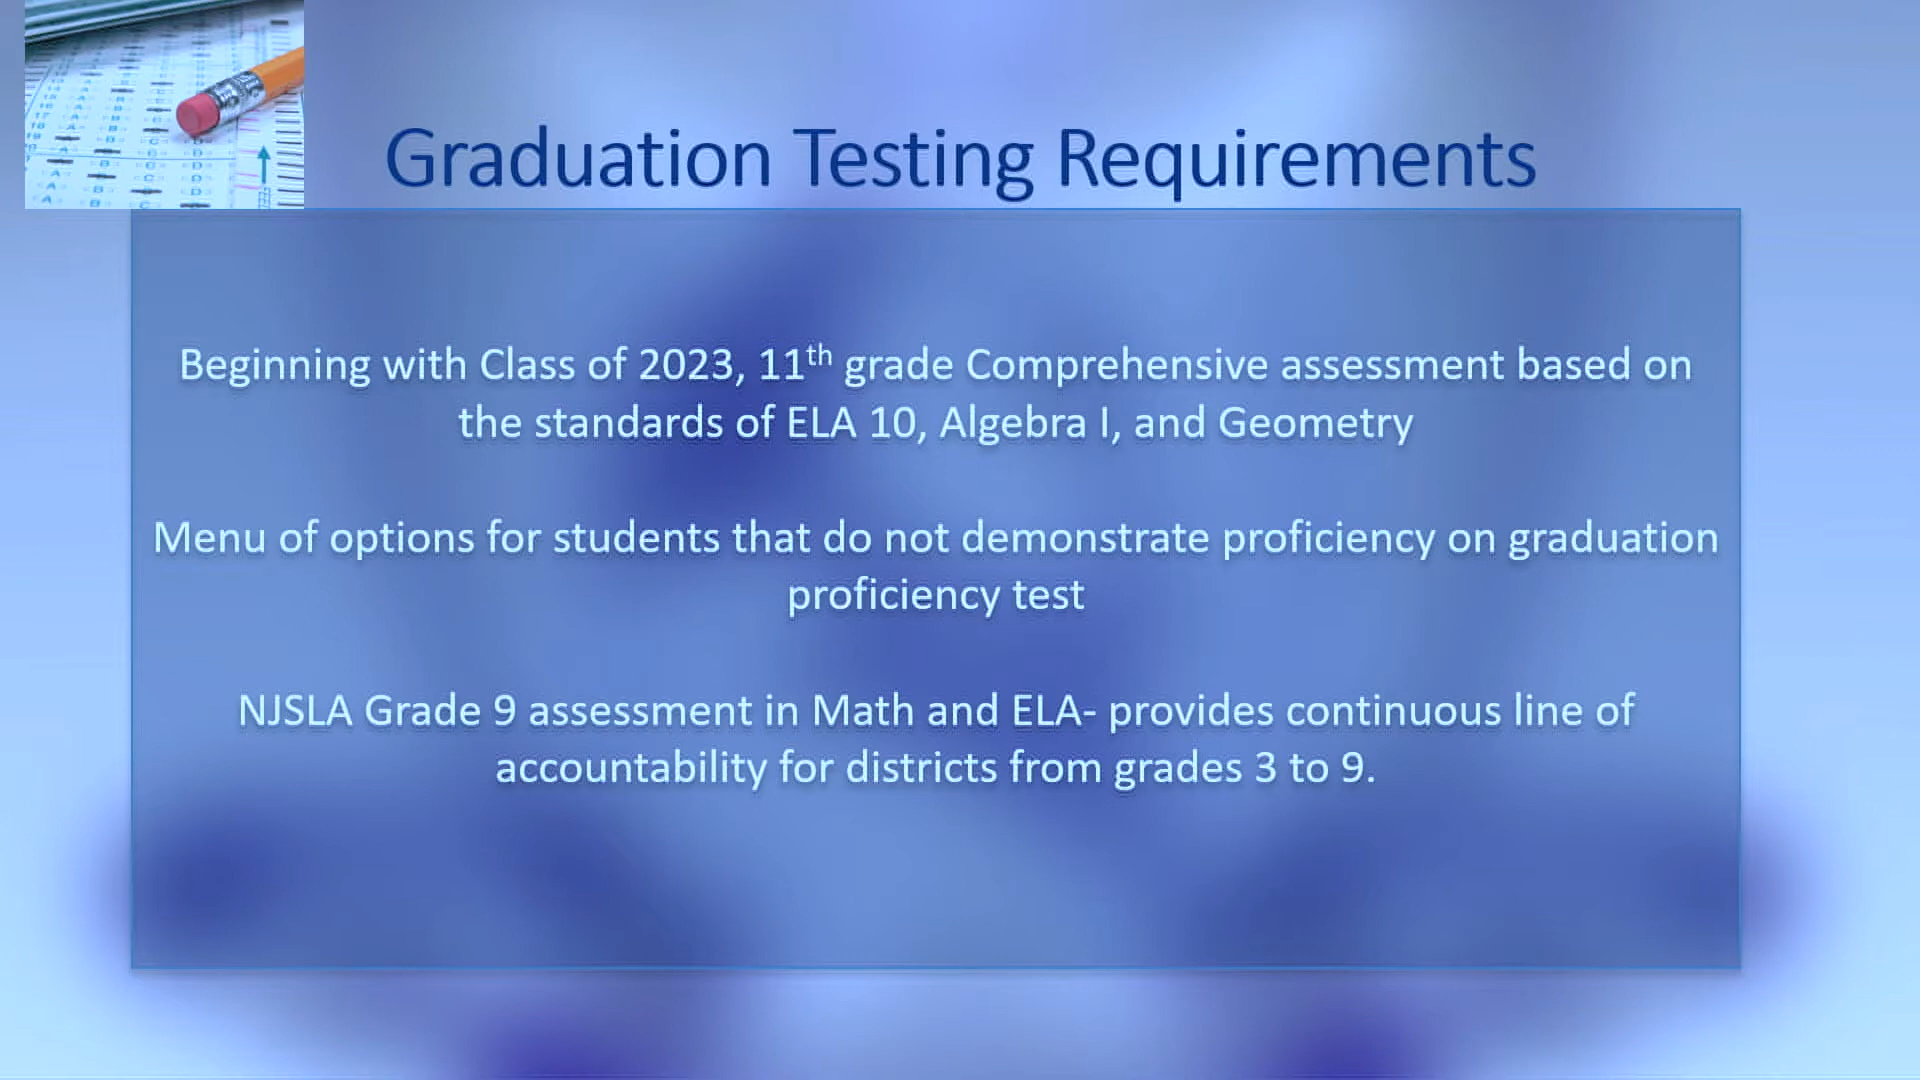 Graduation Testing Requirements
Beginning with Class of 2023, 11th grade Comprehensive assessment based on
the standards of ELA 10, Algebra I, and Geometry
Menu of options for students that do not demonstrate proficiency on graduation
proficiency test
NJSLA Grade 9 assessment in Math and ELA- provides continuous line of
accountability for districts from grades 3 to 9.